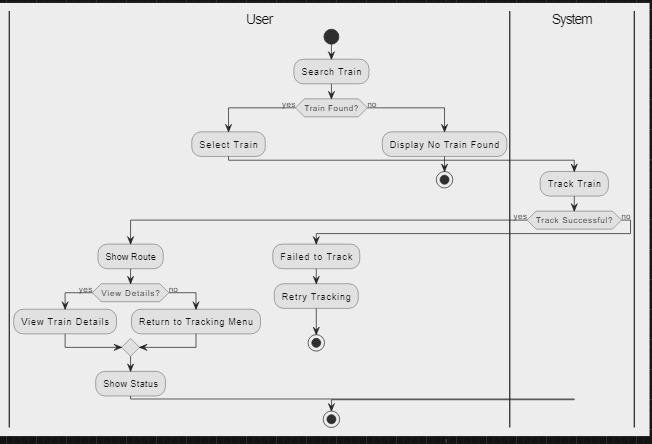 User
System
Search Train
yes
Train Found?
no
Select Train
Display No Train Found
Track Train
yes
Track Successful?
no
Show Route
Failed to Track
yes
View Details?
no
Retry Tracking
View Train Details
Return to Tracking Menu
Show Status